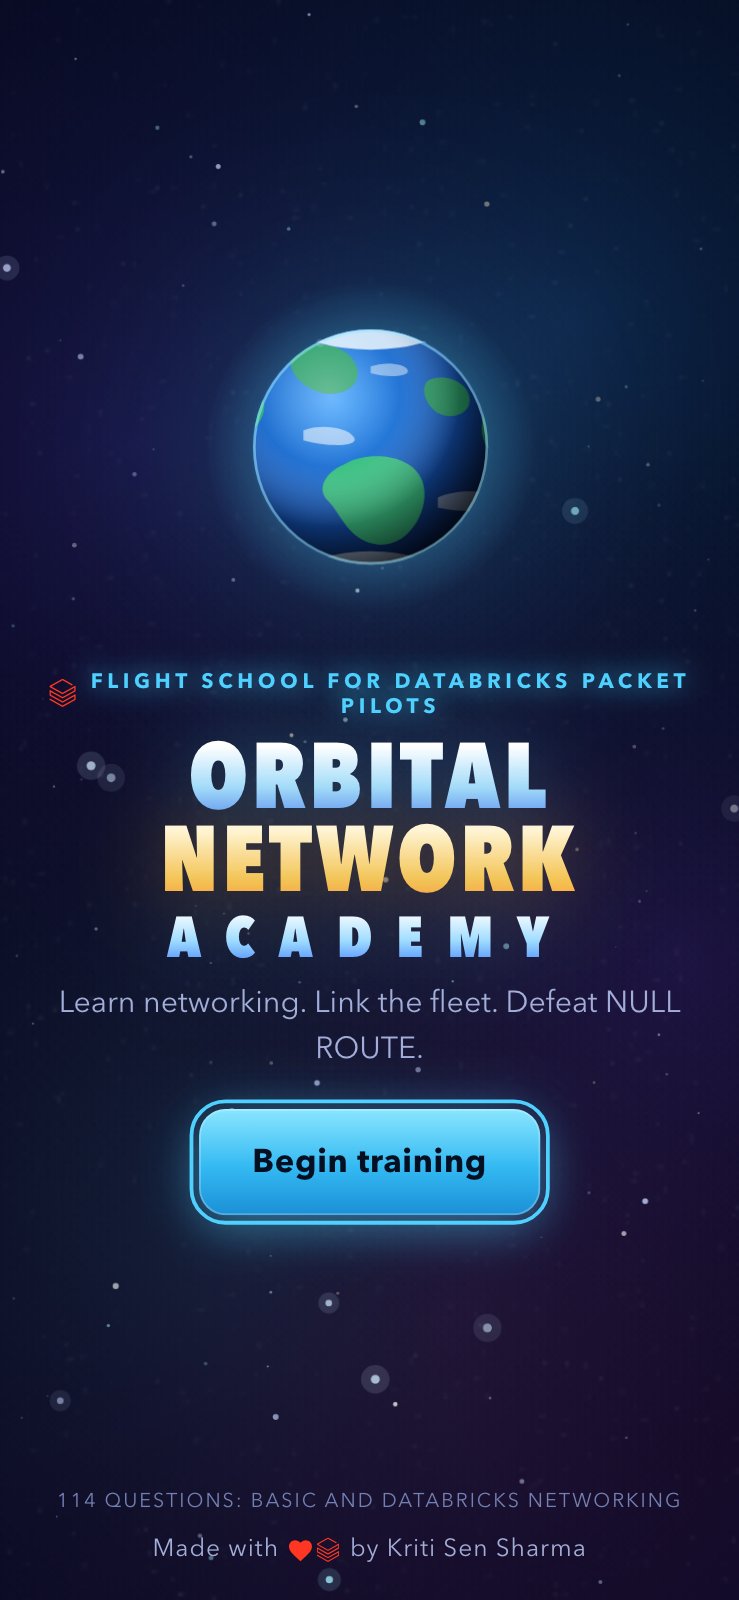 FLIGHT SCHOOL FOR DATABRICKS PACKET
PILOTS
ORBITAL
NETWORK
ACADEMY
Learn networking. Link the fleet. Defeat NULL
ROUTE.
Begin training
114 QUESTIONS: BASIC AND DATABRICKS NETWORKING
Made with by Kriti Sen Sharma